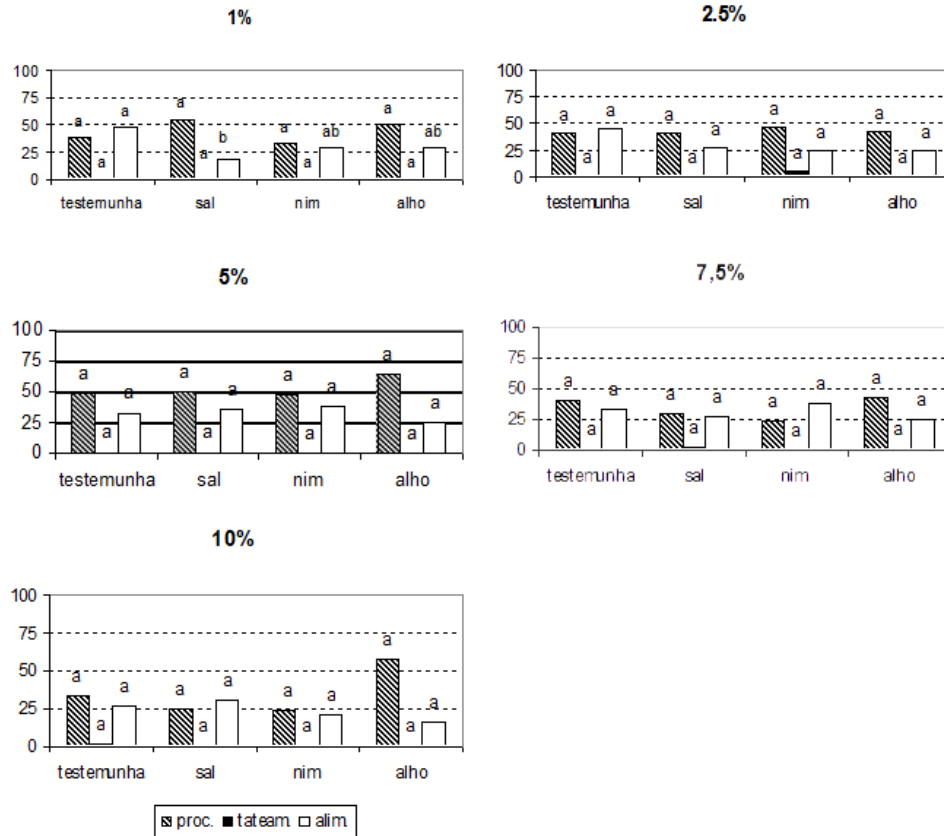 1%
100
75
50
25
0
a a a a b a a ab a a ab
testemunha sal nim alho
2.5%
100
75
50
25
0
a a a a a a a a a a a a
testemunha sal nim alho
5%
100
75
50
25
0
a a a a a a a a a a a a
testemunha sal nim alho
7,5%
100
75
50
25
0
a a a a a a a a a a a a
testemunha sal nim alho
10%
100
75
50
25
0
a a a a a a a a a a a a
testemunha sal nim alho
proc. tateam. alim.